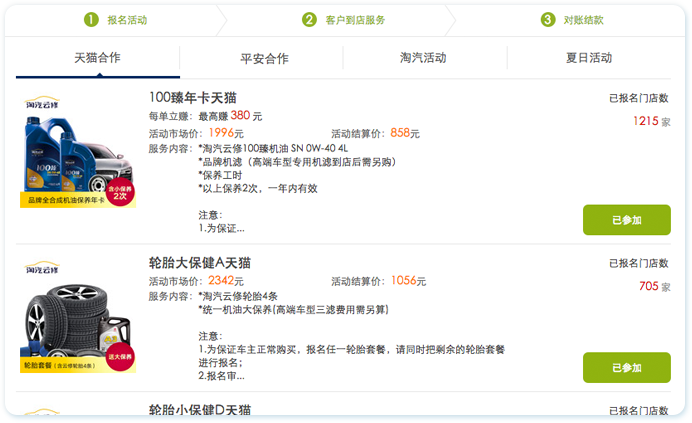 1 报名活动
2 客户到店服务
3 对账结款
天猫合作
平安合作
淘汽活动
夏日活动
淘汽云修
100
含小保养
2次
品牌全合成机油保养年卡
100臻年卡天猫
每单立赚：最高赚 380 元
活动市场价：1996元
活动结算价：858元
服务内容：*淘汽云修100臻机油 SN 0W-40 4L
*品牌机滤（高端车型专用机滤到店后需另购）
*保养工时
*以上保养2次，一年内有效
注意：
1.为保证...
已报名门店数
1215 家
已参加
淘汽云修
送大保养
轮胎套餐（含云修轮胎4条）
轮胎大保健A天猫
活动市场价：2342元
活动结算价：1056元
服务内容：*淘汽云修轮胎4条
*统一机油大保养(高端车型三滤费用需另算)
注意：
1.为保证车主正常购买，报名任一轮胎套餐，请同时把剩余的轮胎套餐
进行报名；
2.报名审...
已报名门店数
705 家
已参加
轮胎小保健D天猫
已报名门店数